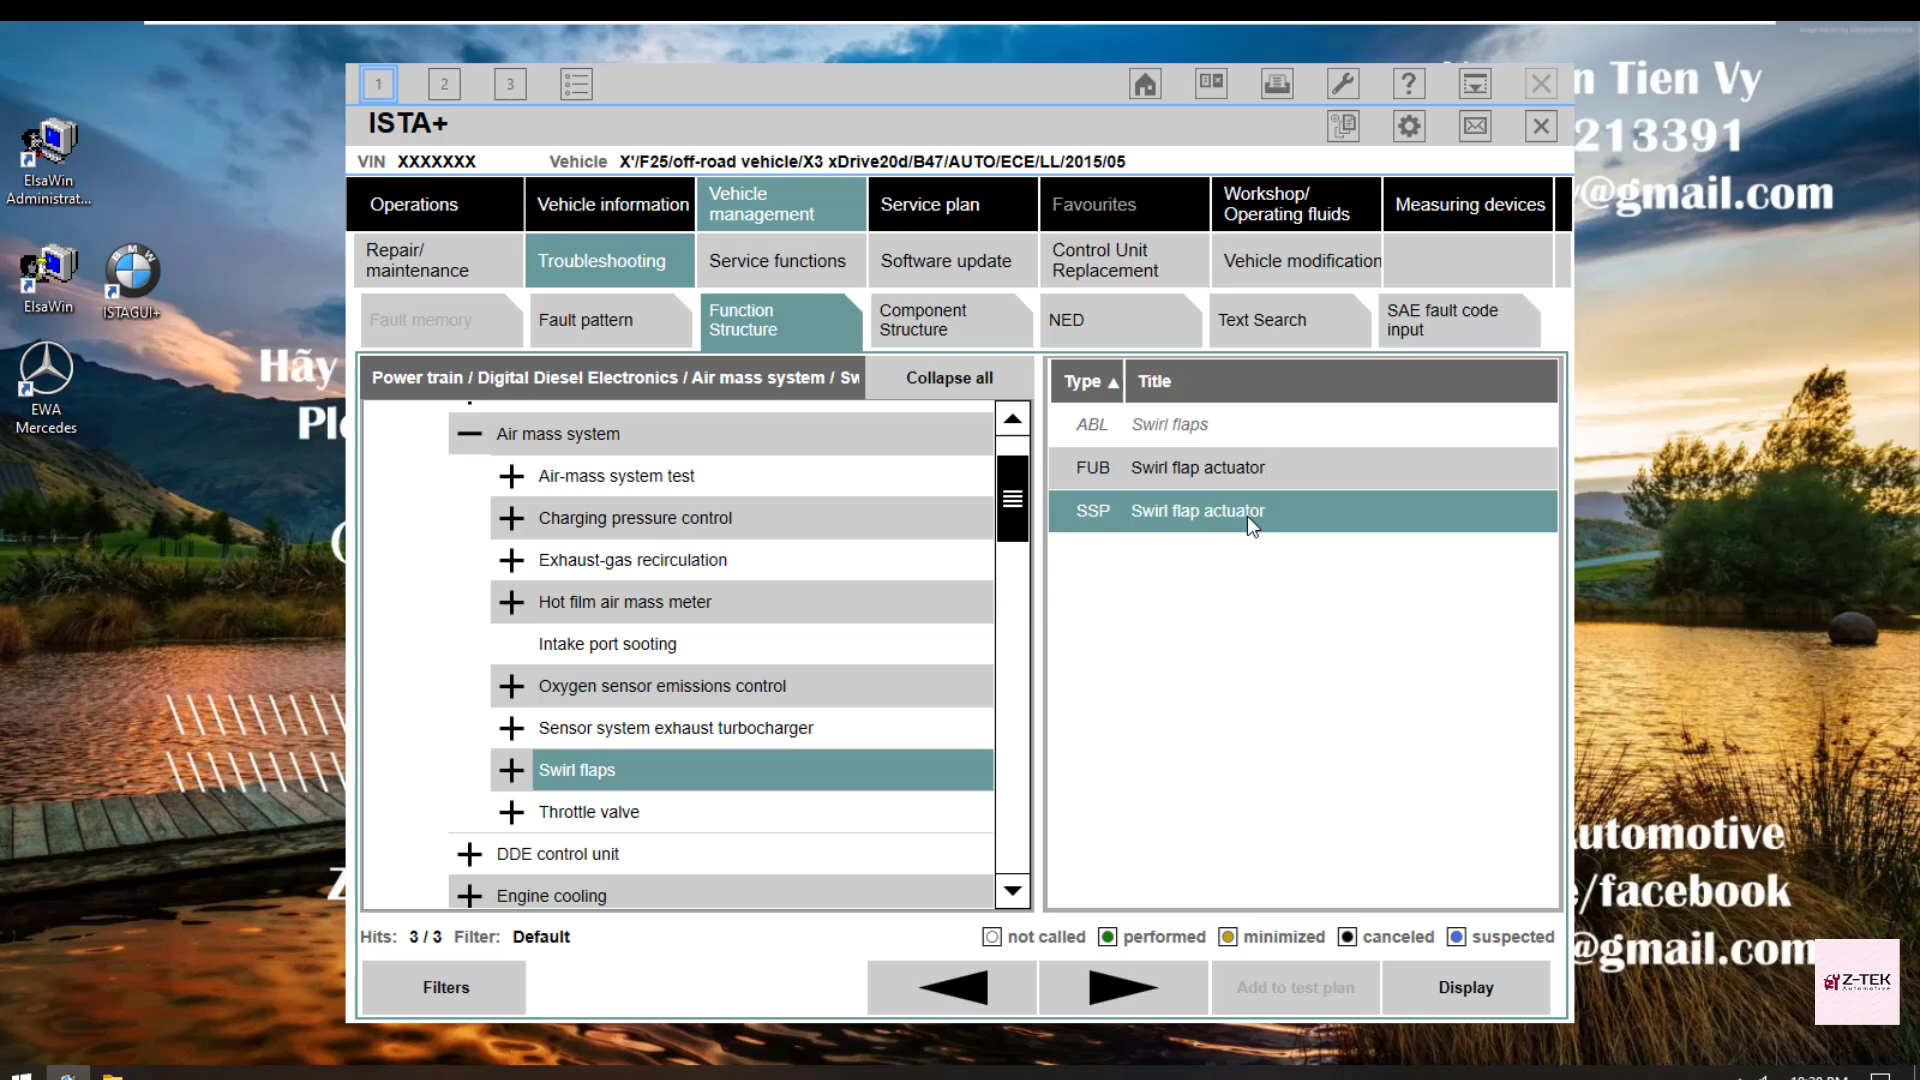 n Tien Vy
213391
y@gmail.com
Hãy
utomotive
/facebook
@gmail.com
ElsaWin
Administrat...
ElsaWin
ISTAGUI+
EWA
Mercedes
1
2
3
ISTA+
VIN XXXXXXX Vehicle X'/F25/off-road vehicle/X3 xDrive20d/B47/AUTO/ECE/LL/2015/05
Operations
Vehicle information
Vehicle
management
Service plan
Favourites
Workshop/
Operating fluids
Measuring devices
Repair/
maintenance
Troubleshooting
Service functions
Software update
Control Unit
Replacement
Vehicle modification
Fault memory
Fault pattern
Function
Structure
Component
Structure
NED
Text Search
SAE fault code
input
Power train / Digital Diesel Electronics / Air mass system / Sw
Collapse all
Air mass system
Air-mass system test
Charging pressure control
Exhaust-gas recirculation
Hot film air mass meter
Intake port sooting
Oxygen sensor emissions control
Sensor system exhaust turbocharger
Swirl flaps
Throttle valve
DDE control unit
Engine cooling
Type Title
ABL Swirl flaps
FUB Swirl flap actuator
SSP Swirl flap actuator
Hits: 3 / 3 Filter: Default
not called performed minimized canceled suspected
Filters
Add to test plan
Display
Z-TEK
Automotive